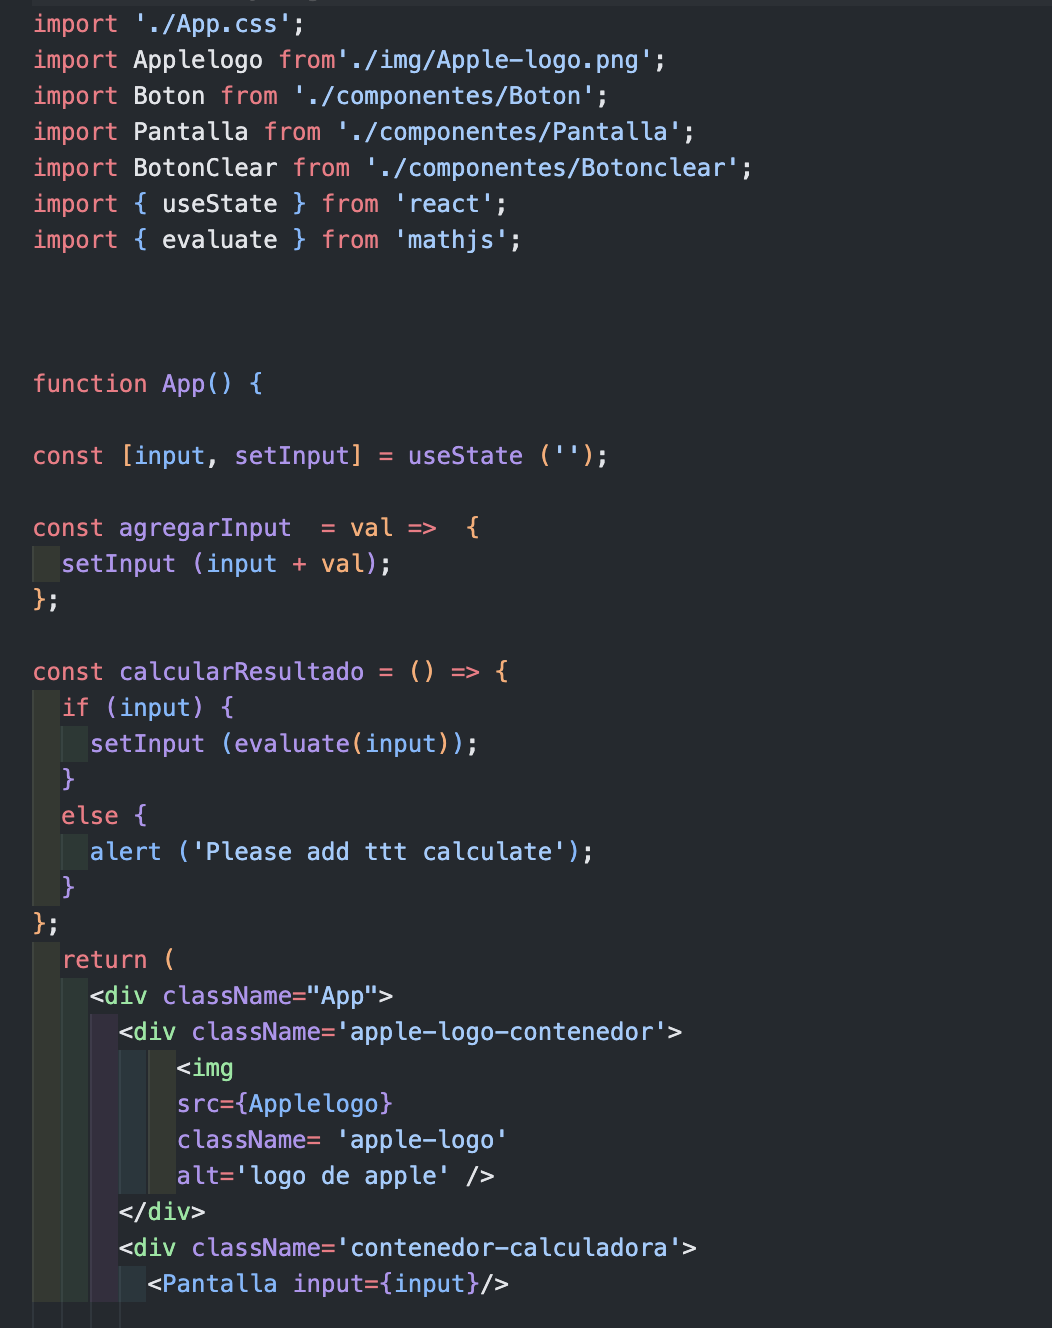 import './App.css';
import Applelogo from'./img/Apple-logo.png';
import Boton from './componentes/Boton';
import Pantalla from './componentes/Pantalla';
import BotonClear from './componentes/Botonclear';
import { useState } from 'react';
import { evaluate } from 'mathjs';
function App() {
const [input, setInput] = useState ('');
const agregarInput  = val =>  {
  setInput (input + val);
};
const calcularResultado = () => {
  if (input) {
    setInput (evaluate(input));
  }
  else {
    alert ('Please add ttt calculate');
  }
};
  return (
    <div className="App">
      <div className='apple-logo-contenedor'>
          <img
          src={Applelogo}
          className= 'apple-logo'
          alt='logo de apple' />
      </div>
      <div className='contenedor-calculadora'>
        <Pantalla input={input}/>